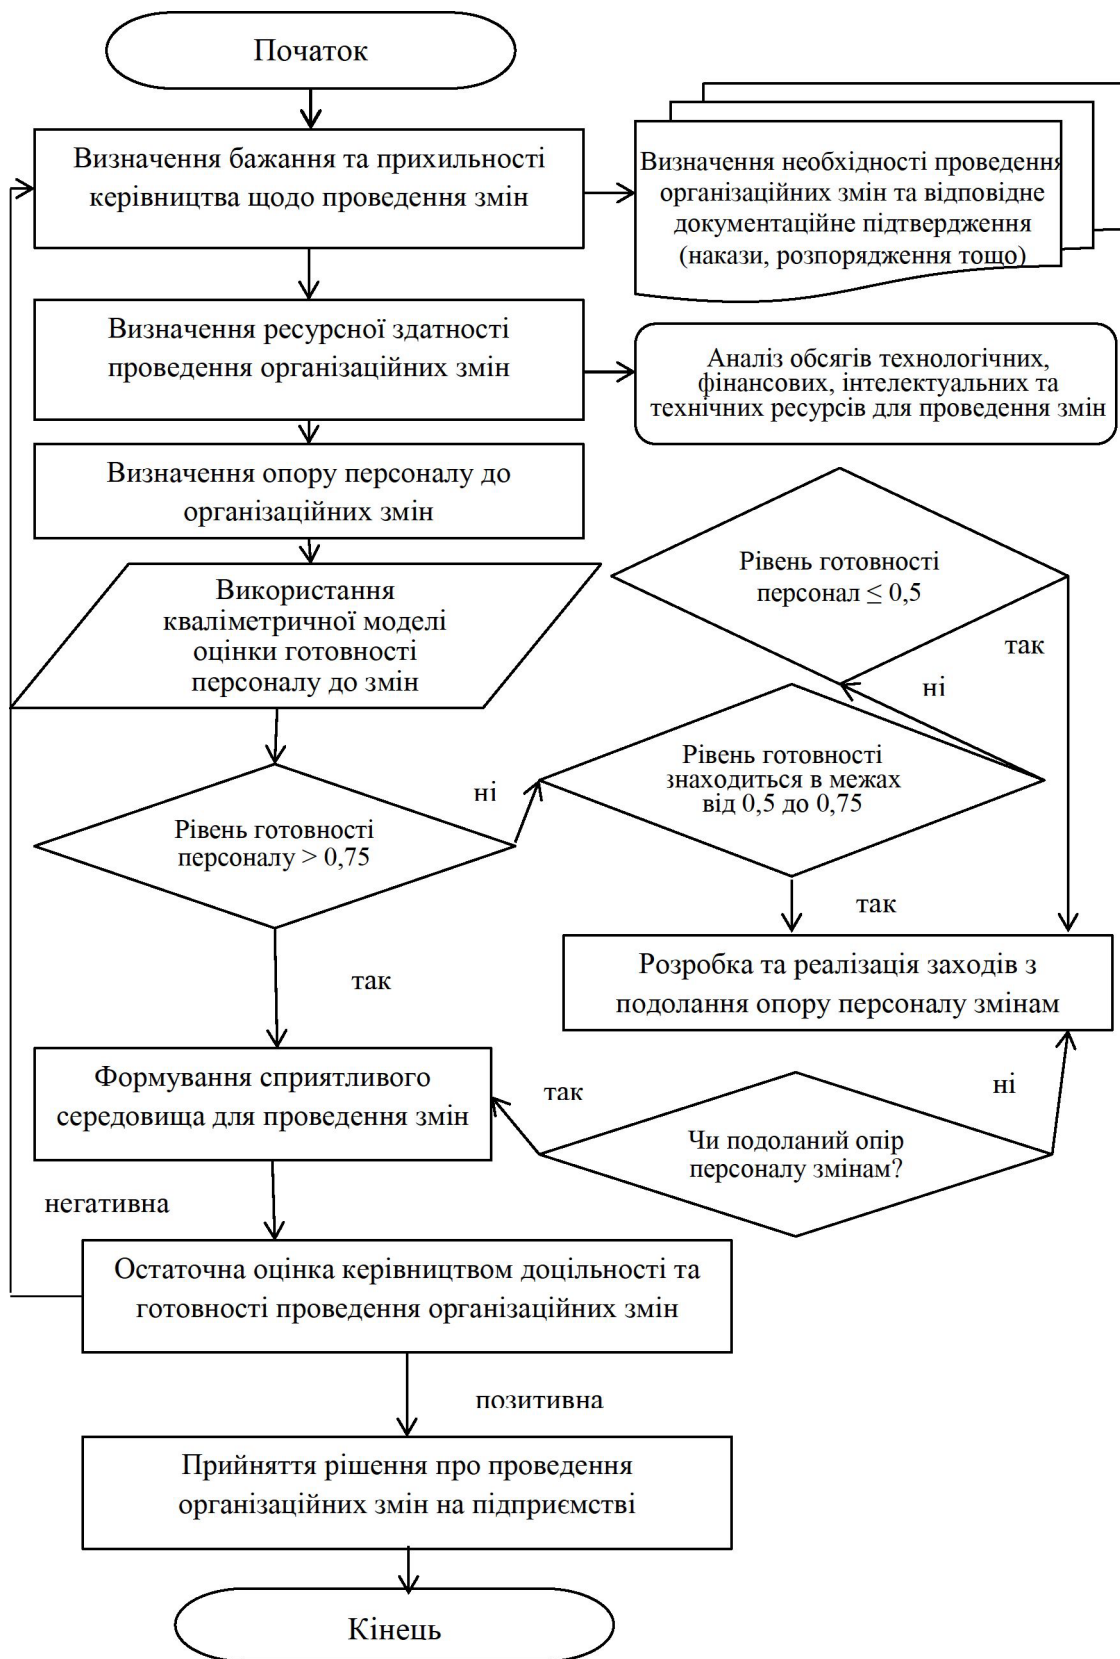 Початок
Визначення бажання та прихильності
керівництва щодо проведення змін
Визначення необхідності проведення
організаційних змін та відповідне
документаційне підтвердження
(накази, розпорядження тощо)
Визначення ресурсної здатності
проведення організаційних змін
Аналіз обсягів технологічних,
фінансових, інтелектуальних та
технічних ресурсів для проведення змін
Визначення опору персоналу до
організаційних змін
Використання
кваліметричної моделі
оцінки готовності
персоналу до змін
Рівень готовності
персонал ≤ 0,5
так
ні
Рівень готовності
знаходиться в межах
від 0,5 до 0,75
ні
Рівень готовності
персоналу > 0,75
так
так
Розробка та реалізація заходів з
подолання опору персоналу змінам
Формування сприятливого
середовища для проведення змін
так
ні
Чи подоланий опір
персоналу змінам?
негативна
Остаточна оцінка керівництвом доцільності та
готовності проведення організаційних змін
позитивна
Прийняття рішення про проведення
організаційних змін на підприємстві
Кінець